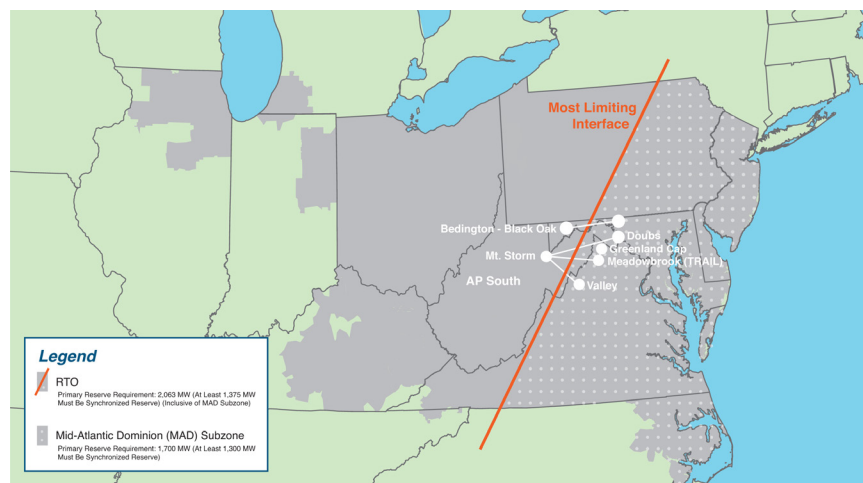 Most Limiting
Interface
Bedington - Black Oak
Doubs
Greenland Cap
Mt. Storm
Meadowbrook (TRAIL)
AP South
Valley
Legend
RTO
Primary Reserve Requirement: 2,063 MW (At Least 1,375 MW
Must Be Synchronized Reserve) (Inclusive of MAD Subzone)
Mid-Atlantic Dominion (MAD) Subzone
Primary Reserve Requirement: 1,700 MW (At Least 1,300 MW
Must Be Synchronized Reserve)